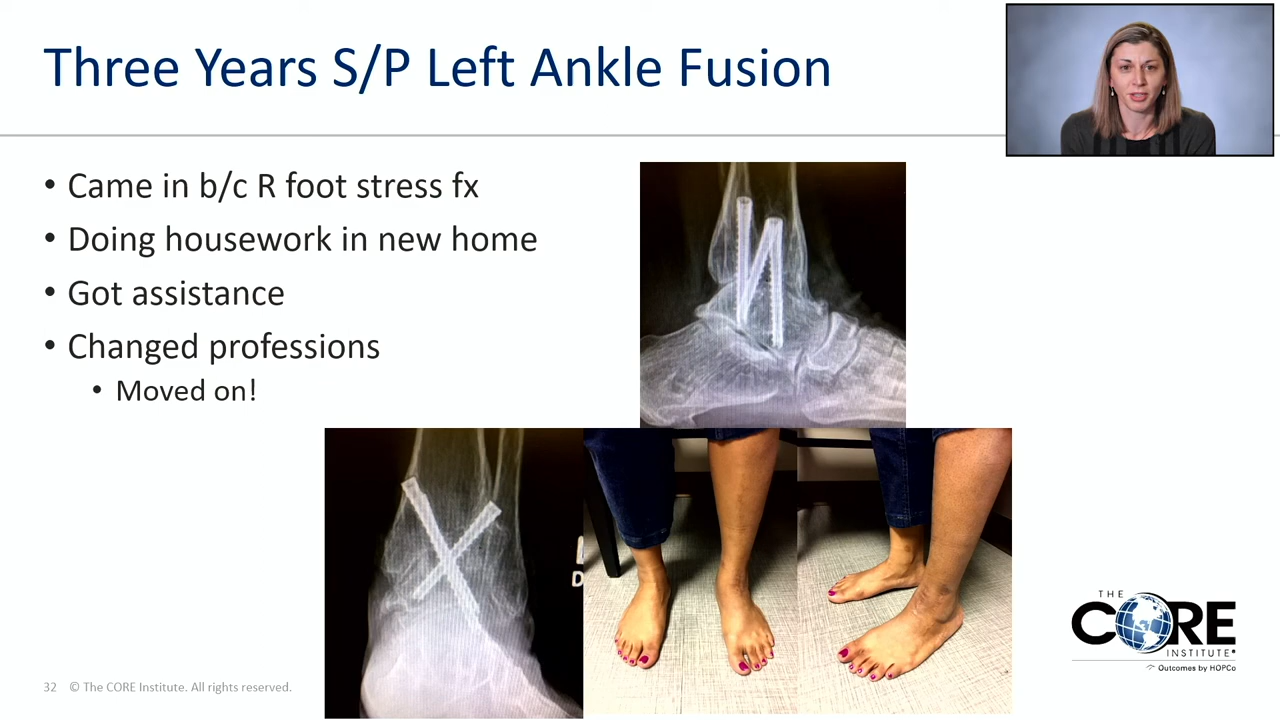 Three Years S/P Left Ankle Fusion
• Came in b/c R foot stress fx
• Doing housework in new home
• Got assistance
• Changed professions
• Moved on!
THE
CORE
INSTITUTE®
Outcomes by HOPCo
32 © The CORE Institute. All rights reserved.